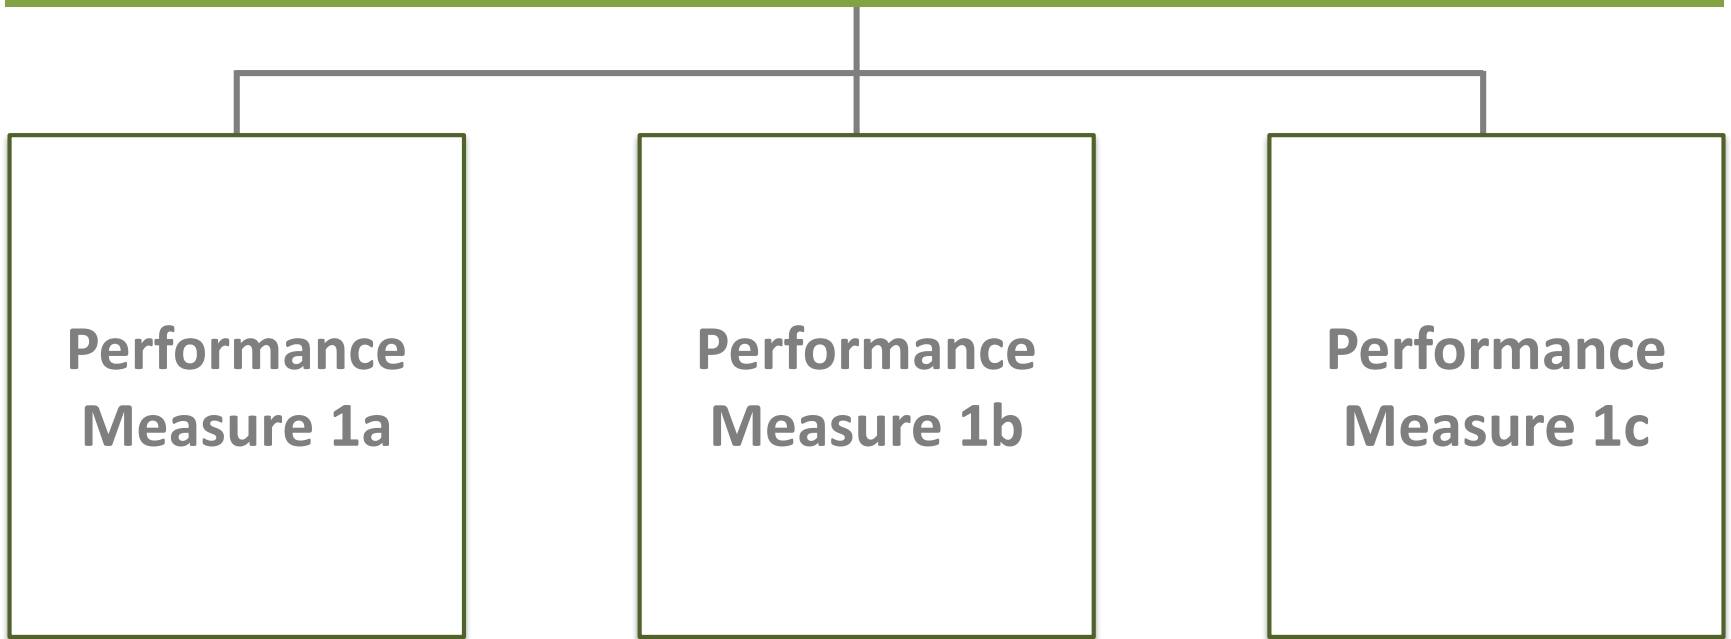 Performance
Measure 1a
Performance
Measure 1b
Performance
Measure 1c